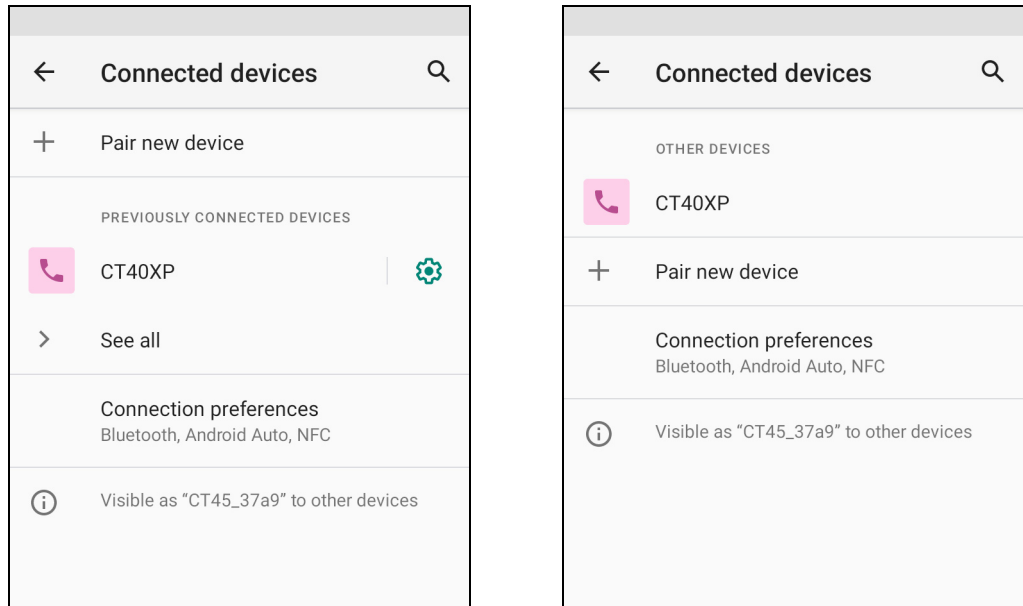 Connected devices
Pair new device
PREVIOUSLY CONNECTED DEVICES
CT40XP
See all
Connection preferences
Bluetooth, Android Auto, NFC
Visible as “CT45_37a9” to other devices
Connected devices
OTHER DEVICES
CT40XP
Pair new device
Connection preferences
Bluetooth, Android Auto, NFC
Visible as “CT45_37a9” to other devices